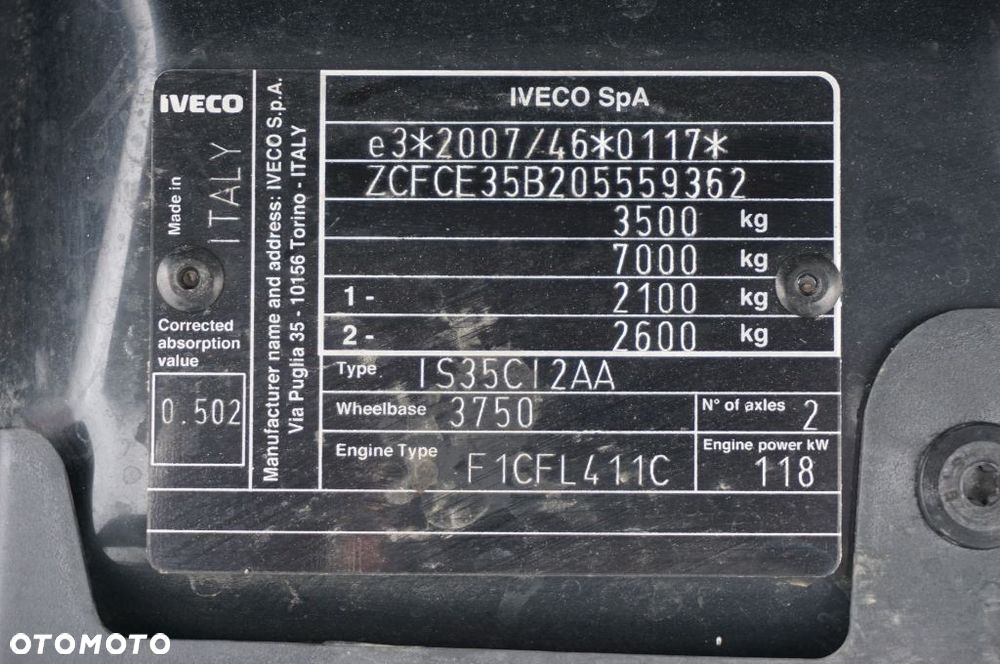 IVECO
Made in
ITALY
Corrected
absorption
value
0.502
Manufacturer name and address: IVECO S.p.A.
Via Puglia 35 - 10156 Torino - ITALY
IVECO SpA
e3*2007/46*0117*
ZCFCE35B205559362
3500 kg
7000 kg
1 - 2100 kg
2 - 2600 kg
Type IS35CI2AA
Wheelbase 3750
N° of axles 2
Engine Type F1CFL411C
Engine power kW
118
OTOMOTO